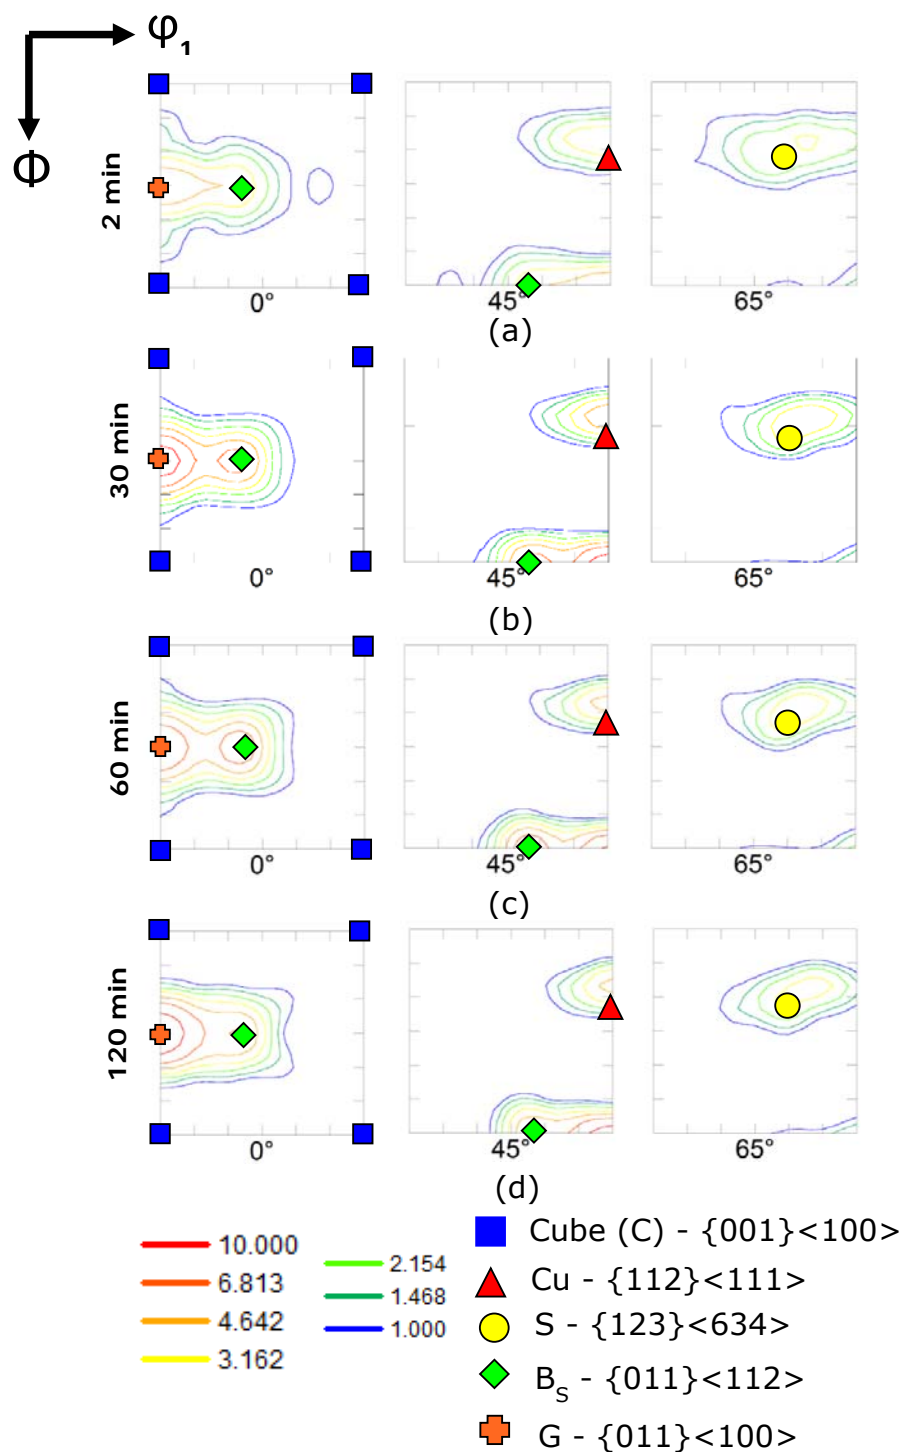 φ₁
Φ
2 min
0°
45°
65°
(a)
30 min
0°
45°
65°
(b)
60 min
0°
45°
65°
(c)
120 min
0°
45°
65°
(d)
10.000
6.813
4.642
3.162
2.154
1.468
1.000
Cube (C) - {001}<100>
Cu - {112}<111>
S - {123}<634>
B_S - {011}<112>
G - {011}<100>